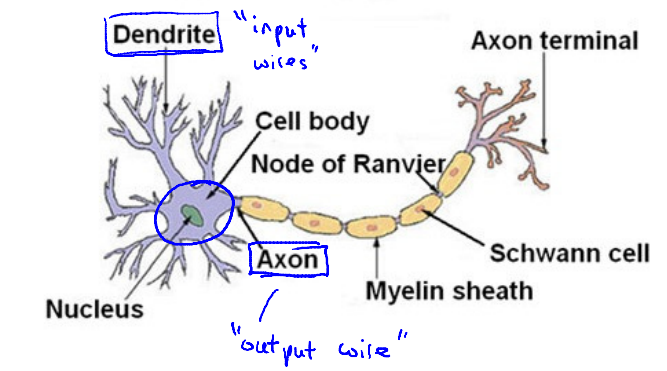 Dendrite
"input
wires"
Axon terminal
Cell body
Node of Ranvier
Axon
Schwann cell
Myelin sheath
Nucleus
"output wire"